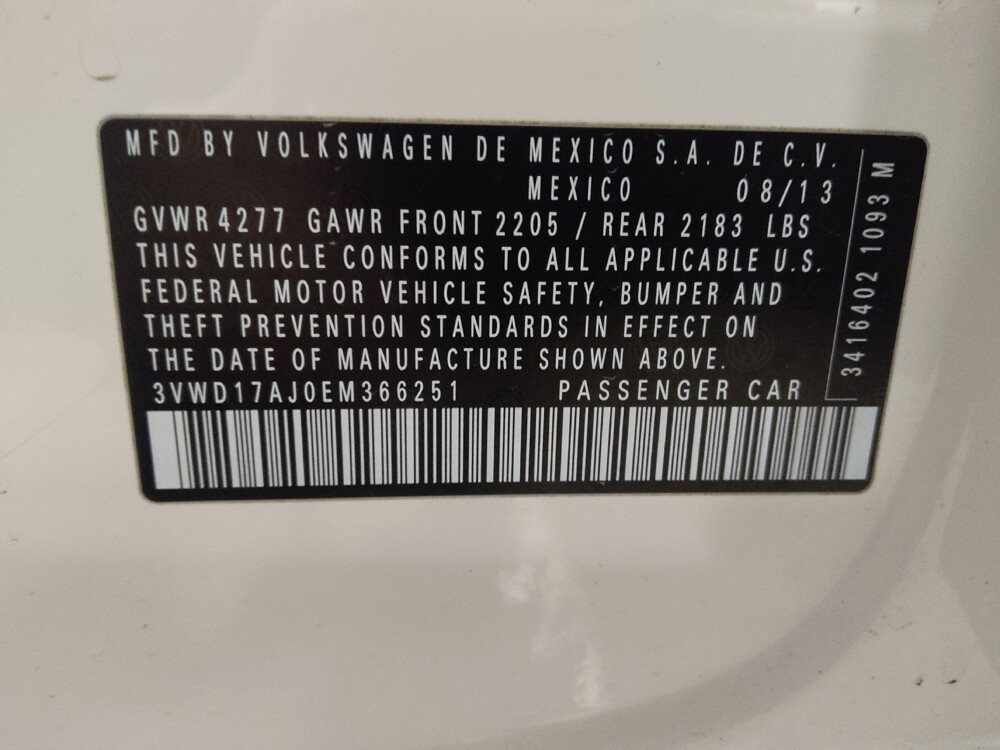 MFD BY VOLKSWAGEN DE MEXICO S.A. DE C.V.
MEXICO 08/13
GVWR 4277 GAWR FRONT 2205 / REAR 2183 LBS
THIS VEHICLE CONFORMS TO ALL APPLICABLE U.S.
FEDERAL MOTOR VEHICLE SAFETY, BUMPER AND
THEFT PREVENTION STANDARDS IN EFFECT ON
THE DATE OF MANUFACTURE SHOWN ABOVE.
3VWD17AJ0EM366251 PASSENGER CAR
3416402 1093 M